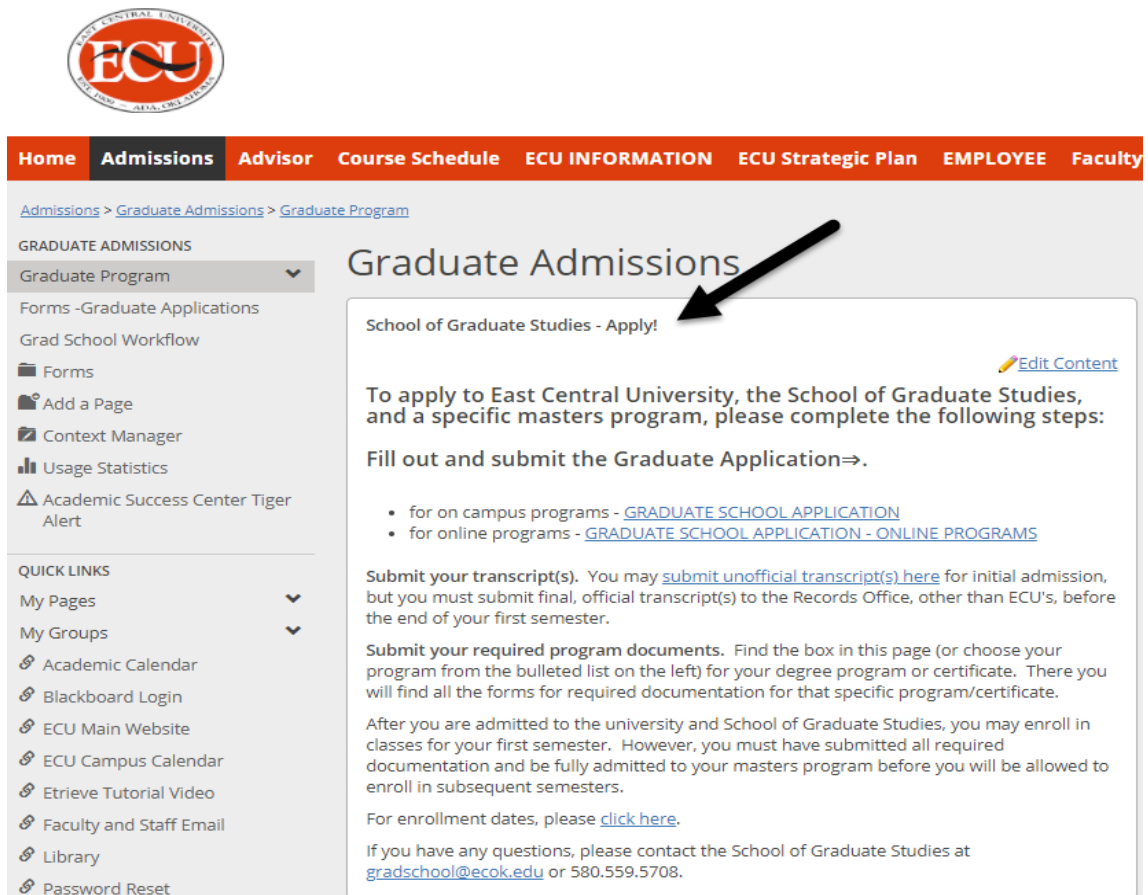 EAST CENTRAL UNIVERSITY
ECU
EST 1909 – ADA, OKLAHOMA
Home Admissions Advisor Course Schedule ECU INFORMATION ECU Strategic Plan EMPLOYEE Faculty
Admissions > Graduate Admissions > Graduate Program
GRADUATE ADMISSIONS
Graduate Program
Forms -Graduate Applications
Grad School Workflow
Forms
Add a Page
Context Manager
Usage Statistics
Academic Success Center Tiger
Alert
QUICK LINKS
My Pages
My Groups
Academic Calendar
Blackboard Login
ECU Main Website
ECU Campus Calendar
Etrieve Tutorial Video
Faculty and Staff Email
Library
Password Reset
Graduate Admissions
School of Graduate Studies - Apply!
Edit Content
To apply to East Central University, the School of Graduate Studies,
and a specific masters program, please complete the following steps:
Fill out and submit the Graduate Application⇒.
• for on campus programs - GRADUATE SCHOOL APPLICATION
• for online programs - GRADUATE SCHOOL APPLICATION - ONLINE PROGRAMS
Submit your transcript(s). You may submit unofficial transcript(s) here for initial admission,
but you must submit final, official transcript(s) to the Records Office, other than ECU's, before
the end of your first semester.
Submit your required program documents. Find the box in this page (or choose your
program from the bulleted list on the left) for your degree program or certificate. There you
will find all the forms for required documentation for that specific program/certificate.
After you are admitted to the university and School of Graduate Studies, you may enroll in
classes for your first semester. However, you must have submitted all required
documentation and be fully admitted to your masters program before you will be allowed to
enroll in subsequent semesters.
For enrollment dates, please click here.
If you have any questions, please contact the School of Graduate Studies at
gradschool@ecok.edu or 580.559.5708.